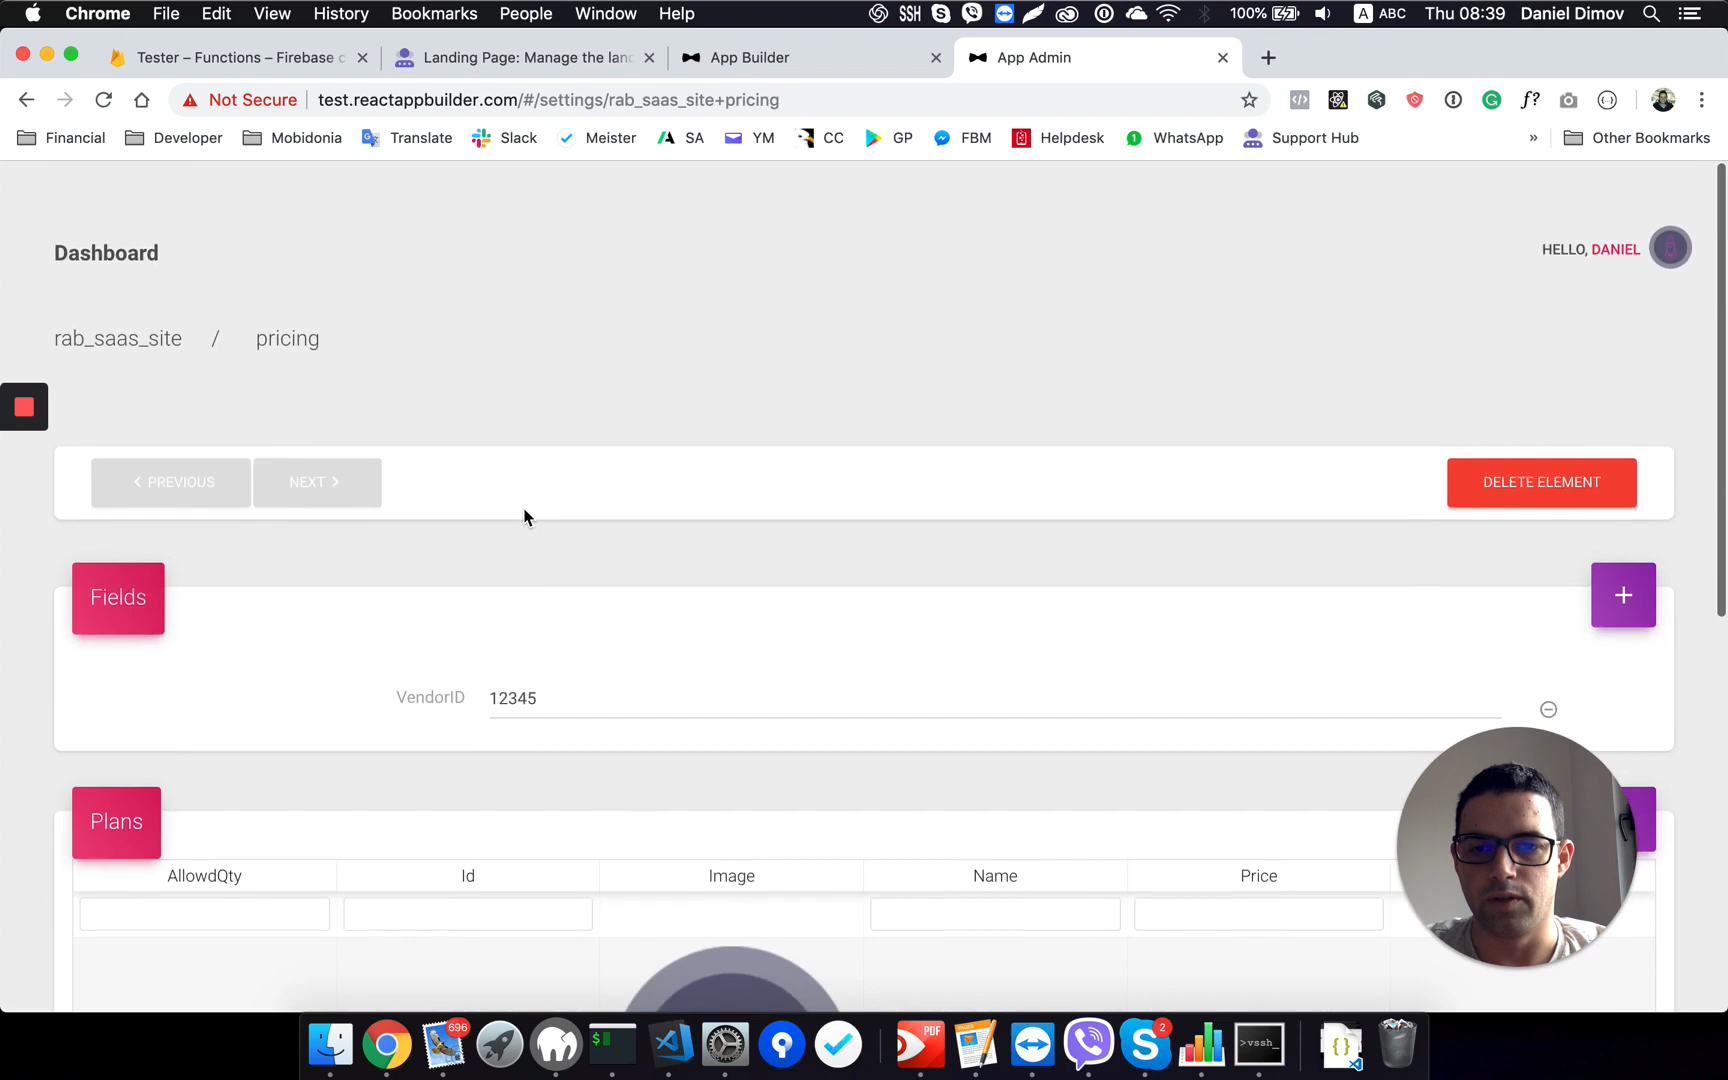 Chrome File Edit View History Bookmarks People Window Help SSH 100% A ABC Thu 08:39 Daniel Dimov
Tester – Functions – Firebase c
Landing Page: Manage the lan
App Builder
App Admin
Not Secure test.reactappbuilder.com/#/settings/rab_saas_site+pricing f?
Financial Developer Mobidonia Translate Slack Meister SA YM CC GP FBM Helpdesk WhatsApp Support Hub » Other Bookmarks
Dashboard
HELLO, DANIEL
rab_saas_site / pricing
PREVIOUS NEXT DELETE ELEMENT
Fields
+
VendorID 12345
Plans
AllowdQty Id Image Name Price
696 PDF 2
$ S >vssh_ {}